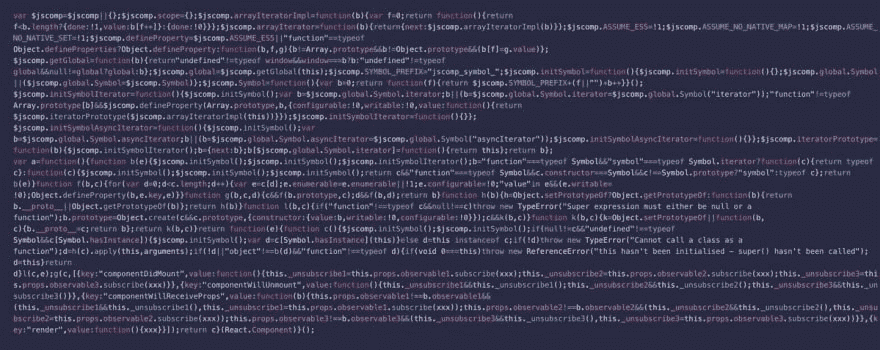 var $jscomp=$jscomp||{};$jscomp.scope={};$jscomp.arrayIteratorImpl=function(b){var f=0;return function(){return
f<b.length?{done:!1,value:b[f++]}:{done:!0}}};$jscomp.arrayIterator=function(b){return{next:$jscomp.arrayIteratorImpl(b)}};$jscomp.ASSUME_ES5=!1;$jscomp.ASSUME_NO_NATIVE_MAP=!1;$jscomp.ASSUME_
NO_NATIVE_SET=!1;$jscomp.defineProperty=$jscomp.ASSUME_ES5||"function"==typeof
Object.defineProperties?Object.defineProperty:function(b,f,g){b!=Array.prototype&&b!=Object.prototype&&(b[f]=g.value)};
$jscomp.getGlobal=function(b){return"undefined"!=typeof window&&window===b?b:"undefined"!=typeof
global&&null!=global?global:b};$jscomp.global=$jscomp.getGlobal(this);$jscomp.SYMBOL_PREFIX="jscomp_symbol_";$jscomp.initSymbol=function(){$jscomp.initSymbol=function(){};$jscomp.global.Symbol
||($jscomp.global.Symbol=$jscomp.Symbol)};$jscomp.Symbol=function(){var b=0;return function(f){return $jscomp.SYMBOL_PREFIX+(f||"")+b++}}();
$jscomp.initSymbolIterator=function(){$jscomp.initSymbol();var b=$jscomp.global.Symbol.iterator;b||(b=$jscomp.global.Symbol.iterator=$jscomp.global.Symbol("iterator"));"function"!=typeof
Array.prototype[b]&&$jscomp.defineProperty(Array.prototype,b,{configurable:!0,writable:!0,value:function(){return
$jscomp.iteratorPrototype($jscomp.arrayIteratorImpl(this))}});$jscomp.initSymbolIterator=function(){}};
$jscomp.initSymbolAsyncIterator=function(){$jscomp.initSymbol();var
b=$jscomp.global.Symbol.asyncIterator;b||(b=$jscomp.global.Symbol.asyncIterator=$jscomp.global.Symbol("asyncIterator"));$jscomp.initSymbolAsyncIterator=function(){}};$jscomp.iteratorPrototype=
function(b){$jscomp.initSymbolIterator();b={next:b};b[$jscomp.global.Symbol.iterator]=function(){return this};return b};
var a=function(){function b(e){$jscomp.initSymbol();$jscomp.initSymbol();$jscomp.initSymbolIterator();b="function"===typeof Symbol&&"symbol"===typeof Symbol.iterator?function(c){return typeof
c}:function(c){$jscomp.initSymbol();$jscomp.initSymbol();$jscomp.initSymbol();return c&&"function"===typeof Symbol&&c.constructor===Symbol&&c!==Symbol.prototype?"symbol":typeof c};return
b(e)}function f(b,c){for(var d=0;d<c.length;d++){var e=c[d];e.enumerable=e.enumerable||!1;e.configurable=!0;"value"in e&&(e.writable=
!0);Object.defineProperty(b,e.key,e)}}function g(b,c,d){c&&f(b.prototype,c);d&&f(b,d);return b}function h(b){h=Object.setPrototypeOf?Object.getPrototypeOf:function(b){return
b.__proto__||Object.getPrototypeOf(b)};return h(b)}function l(b,c){if("function"!==typeof c&&null!==c)throw new TypeError("Super expression must either be null or a
function");b.prototype=Object.create(c&&c.prototype,{constructor:{value:b,writable:!0,configurable:!0}});c&&k(b,c)}function k(b,c){k=Object.setPrototypeOf||function(b,
c){b.__proto__=c;return b};return k(b,c)}return function(e){function c(){$jscomp.initSymbol();$jscomp.initSymbol();$jscomp.initSymbol();if(null!=c&&"undefined"!==typeof
Symbol&&c[Symbol.hasInstance]){$jscomp.initSymbol();var d=c[Symbol.hasInstance](this)}else d=this instanceof c;if(!d)throw new TypeError("Cannot call a class as a
function");d=h(c).apply(this,arguments);if(!d||"object"!==b(d)&&"function"!==typeof d){if(void 0===this)throw new ReferenceError("this hasn't been initialised - super() hasn't been called");
d=this}return
d}l(c,e);g(c,[{key:"componentDidMount",value:function(){this._unsubscribe1=this.props.observable1.subscribe(xxx);this._unsubscribe2=this.props.observable2.subscribe(xxx);this._unsubscribe3=thi
s.props.observable3.subscribe(xxx)}},{key:"componentWillUnmount",value:function(){this._unsubscribe1&&this._unsubscribe1();this._unsubscribe2&&this._unsubscribe2();this._unsubscribe3&&this._un
subscribe3()}},{key:"componentWillReceiveProps",value:function(b){this.props.observable1!==b.observable1&&
(this._unsubscribe1&&this._unsubscribe1(),this._unsubscribe1=this.props.observable1.subscribe(xxx));this.props.observable2!==b.observable2&&(this._unsubscribe2&&this._unsubscribe2(),this._unsu
bscribe2=this.props.observable2.subscribe(xxx));this.props.observable3!==b.observable3&&(this._unsubscribe3&&this._unsubscribe3(),this._unsubscribe3=this.props.observable3.subscribe(xxx))}},{k
ey:"render",value:function(){xxx}}]);return c}(React.Component)}();